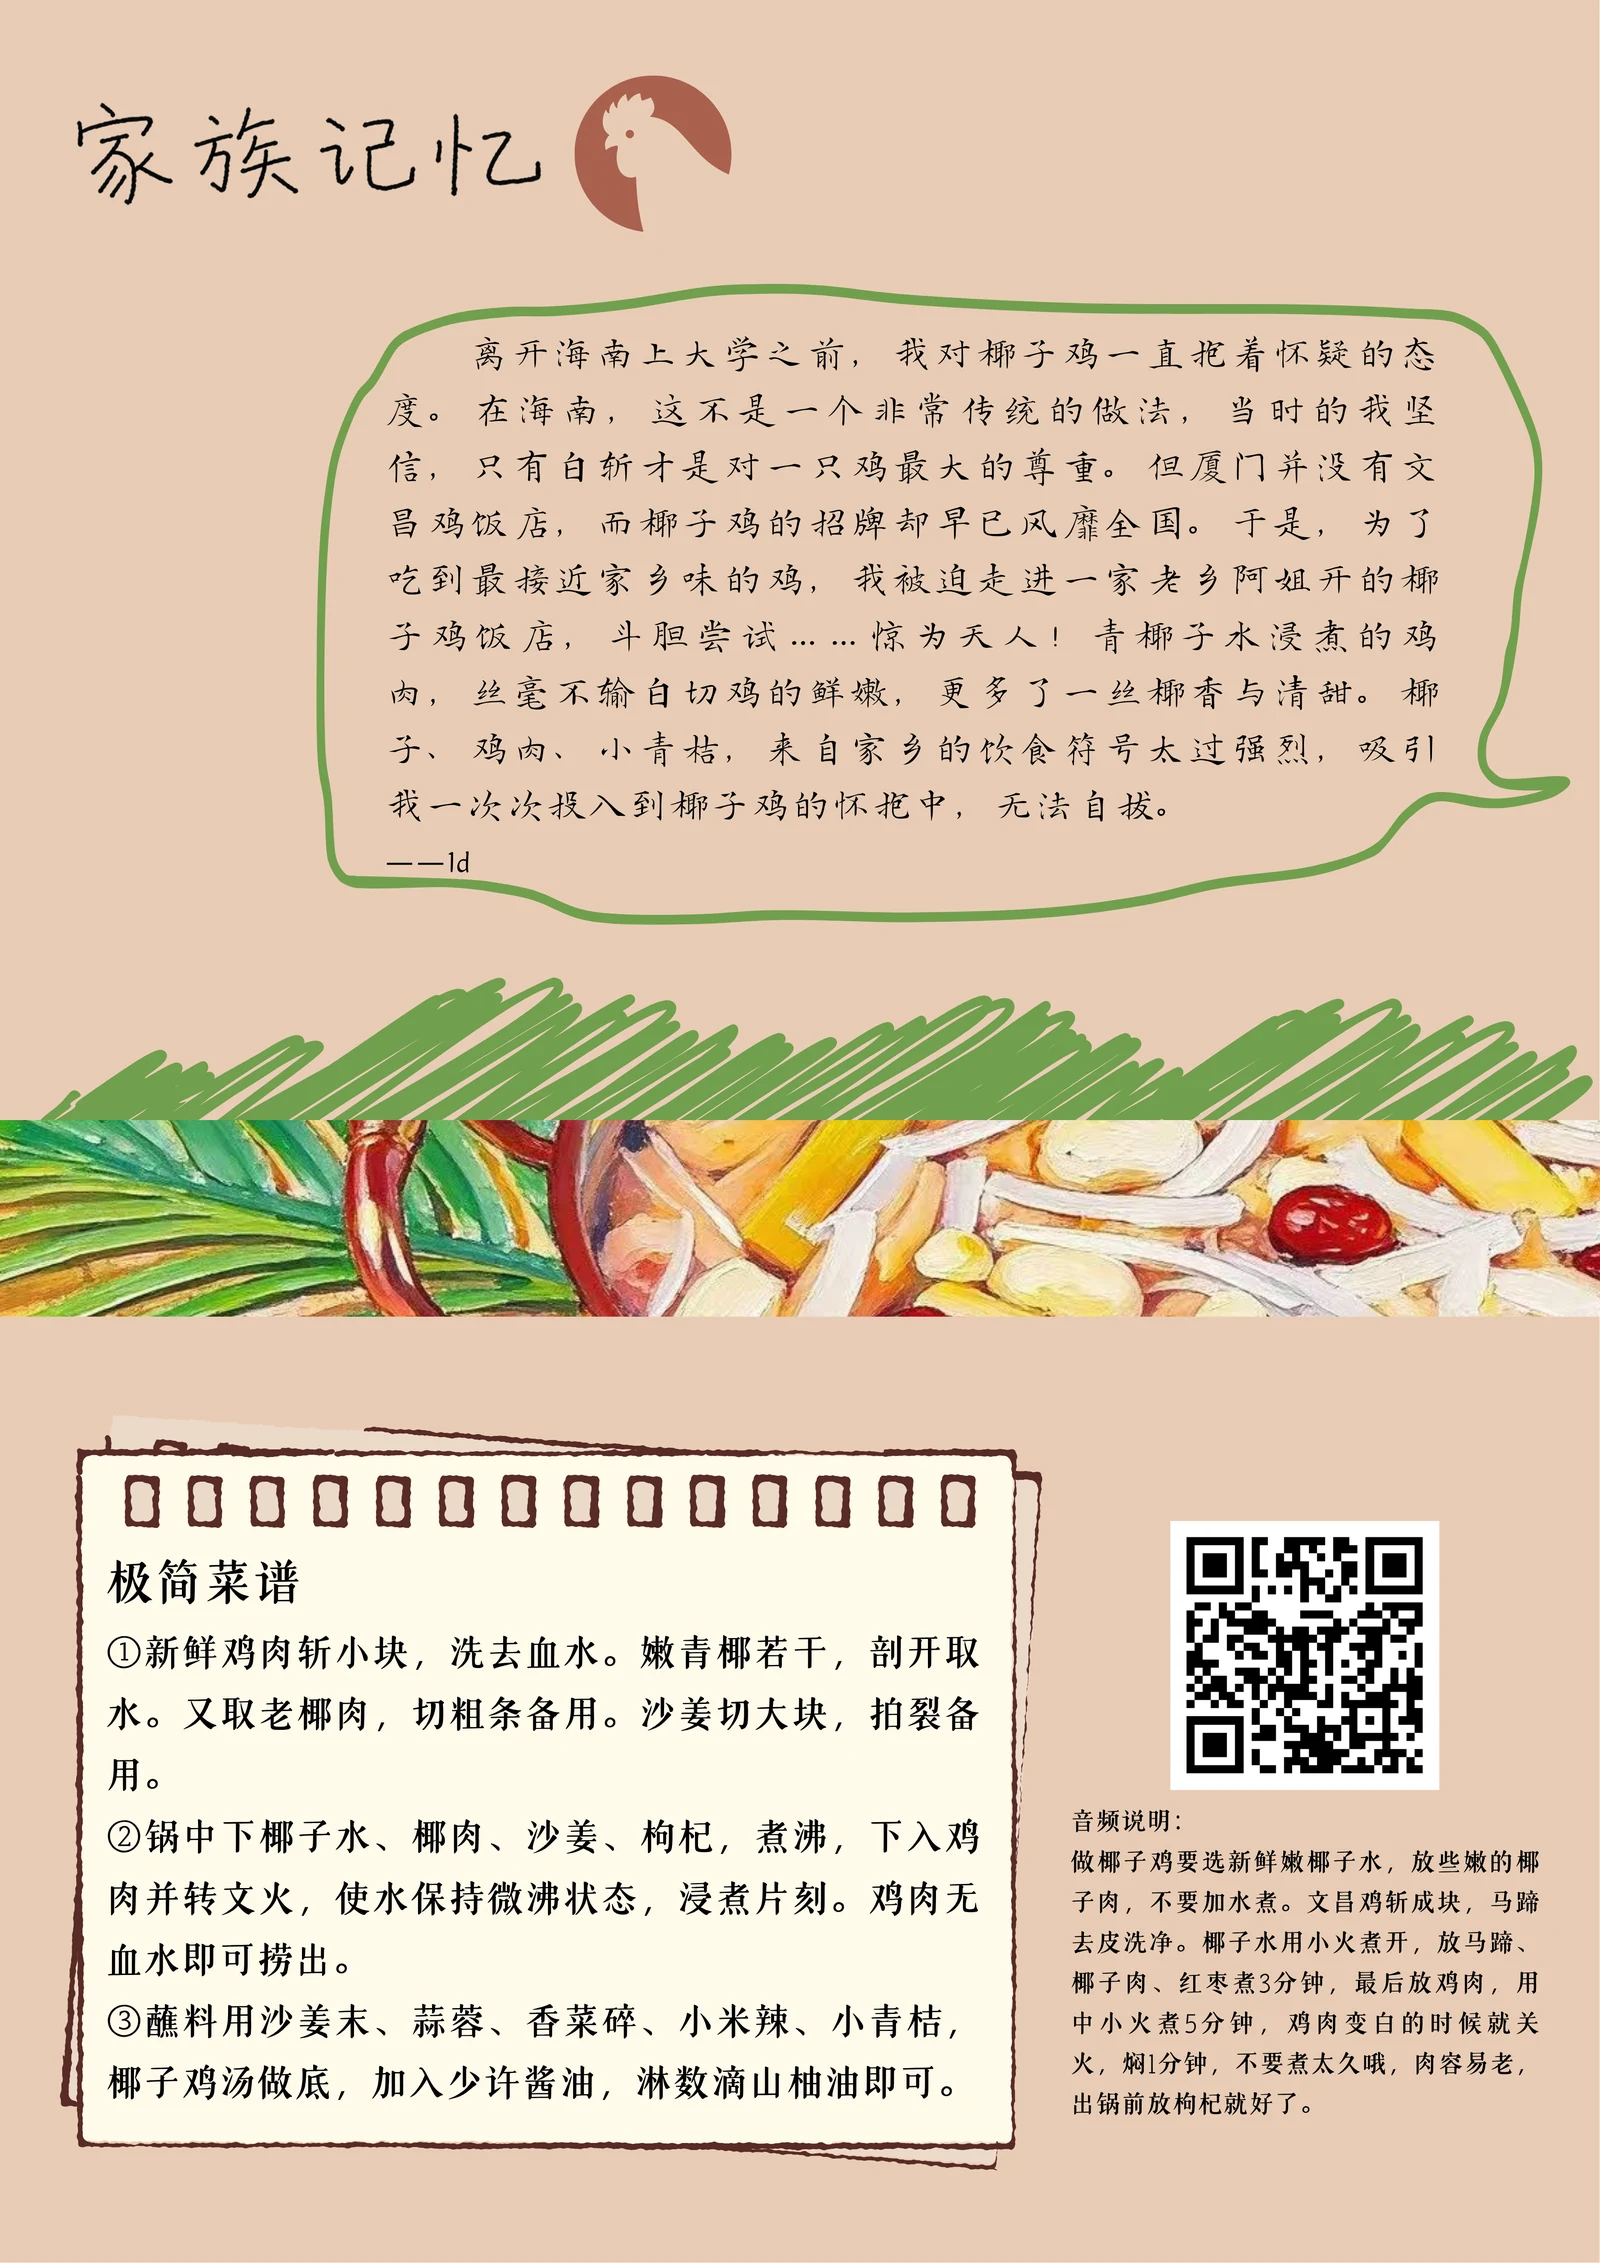 家族记忆
离开海南上大学之前，我对椰子鸡一直抱着怀疑的态
度。在海南，这不是一个非常传统的做法，当时的我坚
信，只有白斩才是对一只鸡最大的尊重。但厦门并没有文
昌鸡饭店，而椰子鸡的招牌却早已风靡全国。于是，为了
吃到最接近家乡味的鸡，我被迫走进一家老乡阿姐开的椰
子鸡饭店，斗胆尝试……惊为天人！青椰子水浸煮的鸡
肉，丝毫不输白切鸡的鲜嫩，更多了一丝椰香与清甜。椰
子、鸡肉、小青桔，来自家乡的饮食符号太过强烈，吸引
我一次次投入到椰子鸡的怀抱中，无法自拔。
——1d
极简菜谱
①新鲜鸡肉斩小块，洗去血水。嫩青椰若干，剖开取
水。又取老椰肉，切粗条备用。沙姜切大块，拍裂备
用。
②锅中下椰子水、椰肉、沙姜、枸杞，煮沸，下入鸡
肉并转文火，使水保持微沸状态，浸煮片刻。鸡肉无
血水即可捞出。
③蘸料用沙姜末、蒜蓉、香菜碎、小米辣、小青桔，
椰子鸡汤做底，加入少许酱油，淋数滴山柚油即可。
音频说明：
做椰子鸡要选新鲜嫩椰子水，放些嫩的椰
子肉，不要加水煮。文昌鸡斩成块，马蹄
去皮洗净。椰子水用小火煮开，放马蹄、
椰子肉、红枣煮3分钟，最后放鸡肉，用
中小火煮5分钟，鸡肉变白的时候就关
火，焖1分钟，不要煮太久哦，肉容易老，
出锅前放枸杞就好了。